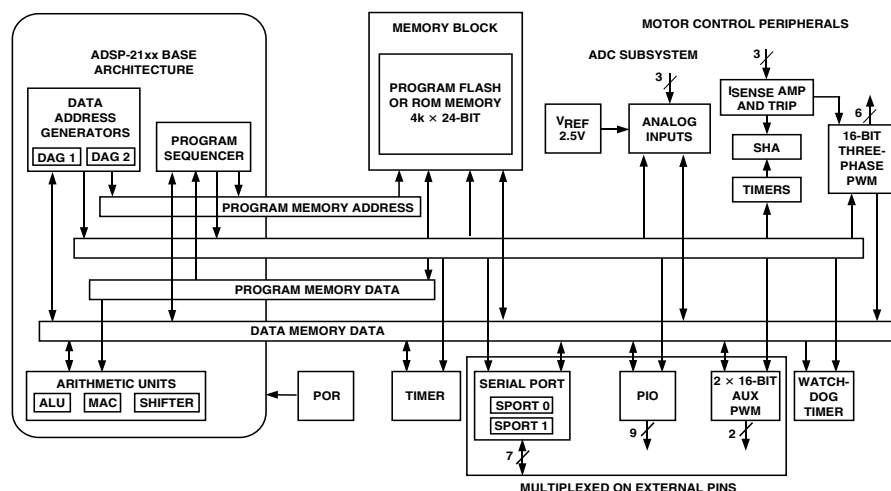 ADSP-21xx BASE
ARCHITECTURE
DATA
ADDRESS
GENERATORS
DAG 1
DAG 2
PROGRAM
SEQUENCER
MEMORY BLOCK
PROGRAM FLASH
OR ROM MEMORY
4k × 24-BIT
MOTOR CONTROL PERIPHERALS
ADC SUBSYSTEM
3
3
VREF
2.5V
ANALOG
INPUTS
ISENSE AMP
AND TRIP
SHA
TIMERS
6
16-BIT
THREE-
PHASE
PWM
PROGRAM MEMORY ADDRESS
PROGRAM MEMORY DATA
DATA MEMORY DATA
ARITHMETIC UNITS
ALU
MAC
SHIFTER
POR
TIMER
SERIAL PORT
SPORT 0
SPORT 1
7
PIO
9
2 × 16-BIT
AUX
PWM
2
WATCH-
DOG
TIMER
MULTIPLEXED ON EXTERNAL PINS